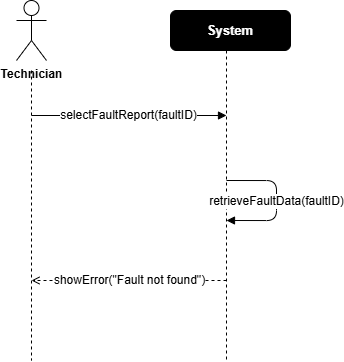 System
Technician
selectFaultReport(faultID)
retrieveFaultData(faultID)
showError("Fault not found")